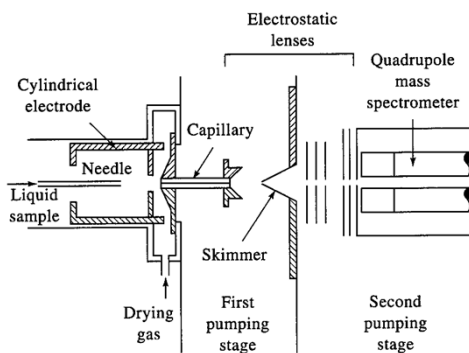 Electrostatic
lenses
Quadrupole
mass
spectrometer
Cylindrical
electrode
Capillary
Needle
Liquid
sample
Skimmer
Drying
gas
First
pumping
stage
Second
pumping
stage